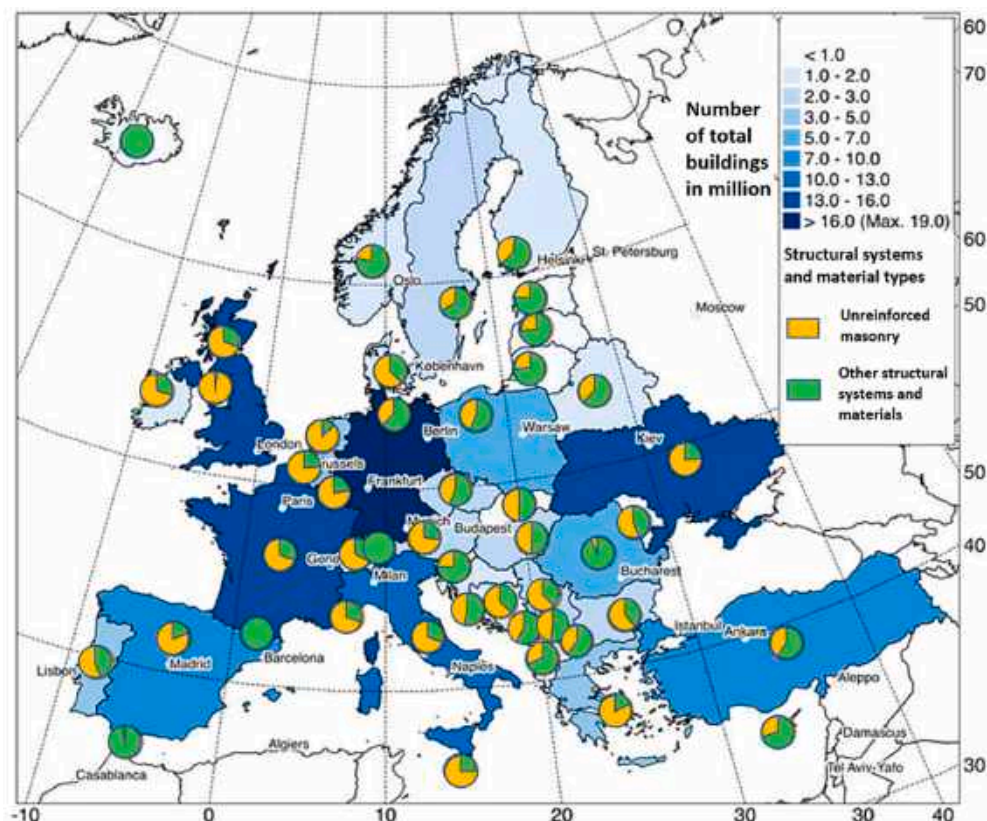 Number
of total
buildings
in million
< 1.0
1.0 - 2.0
2.0 - 3.0
3.0 - 5.0
5.0 - 7.0
7.0 - 10.0
10.0 - 13.0
13.0 - 16.0
> 16.0 (Max. 19.0)
Structural systems
and material types
Unreinforced
masonry
Other structural
systems and
materials
60
70
60
50
50
40
30
Oslo
Helsinki
St. Petersburg
Moscow
København
London
Berlin
Warsaw
Kiev
russels
Frankfurt
Paris
Budapest
Milan
Bucharest
Lisbon
Madrid
Barcelona
Naples
Istanbul
Ankara
Aleppo
Algiers
Damascus
Casablanca
Tel Aviv-Yafo
-10
0
10
20
30
40